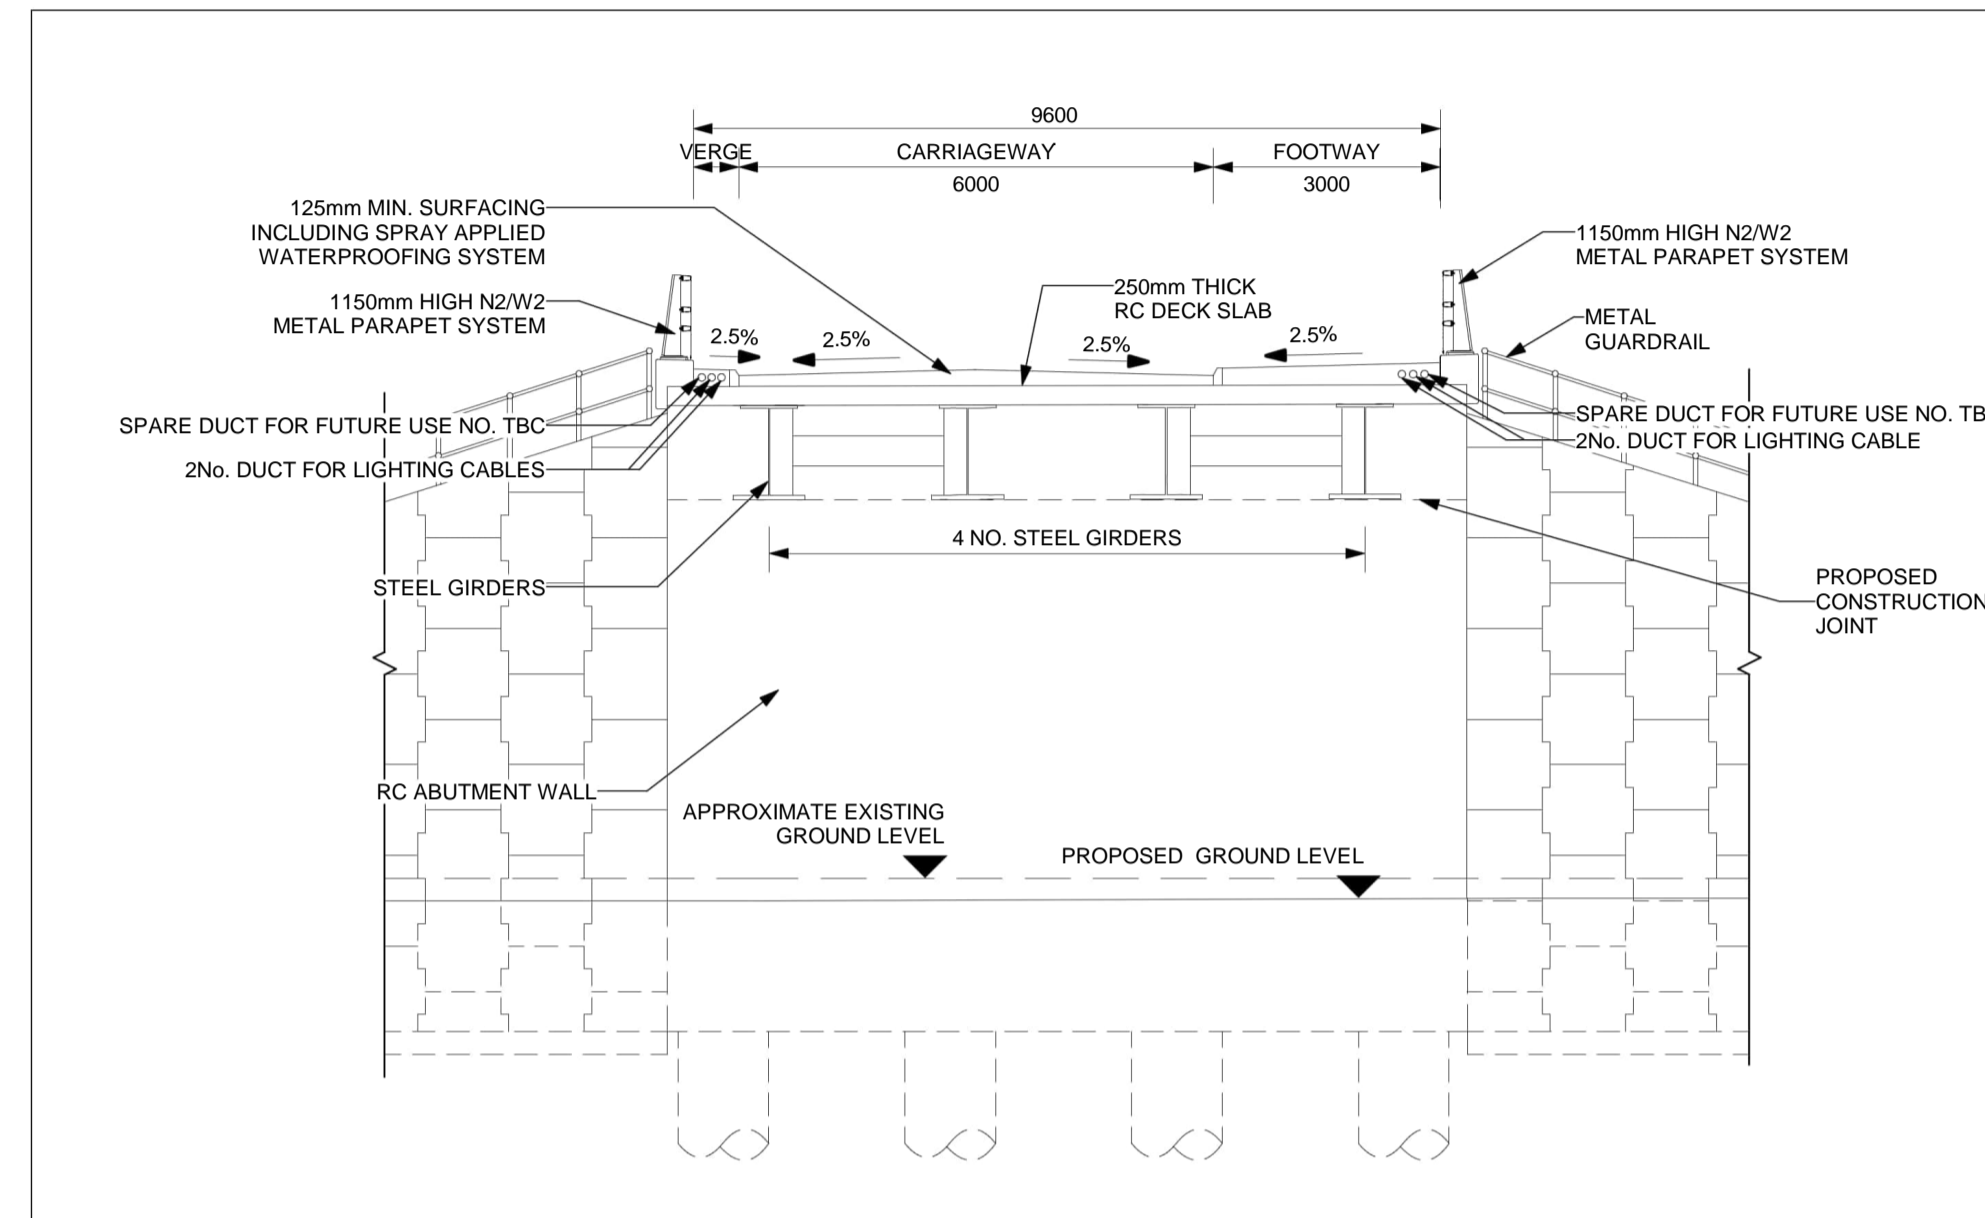 9600
VERGE CARRIAGEWAY FOOTWAY
6000 3000
125mm MIN. SURFACING
INCLUDING SPRAY APPLIED
WATERPROOFING SYSTEM
1150mm HIGH N2/W2
METAL PARAPET SYSTEM
1150mm HIGH N2/W2
METAL PARAPET SYSTEM
250mm THICK
RC DECK SLAB
METAL
GUARDRAIL
2.5% 2.5% 2.5% 2.5%
SPARE DUCT FOR FUTURE USE NO. TBC
2No. DUCT FOR LIGHTING CABLES
SPARE DUCT FOR FUTURE USE NO. TB
2No. DUCT FOR LIGHTING CABLE
4 NO. STEEL GIRDERS
STEEL GIRDERS
PROPOSED
CONSTRUCTION
JOINT
RC ABUTMENT WALL
APPROXIMATE EXISTING
GROUND LEVEL
PROPOSED GROUND LEVEL